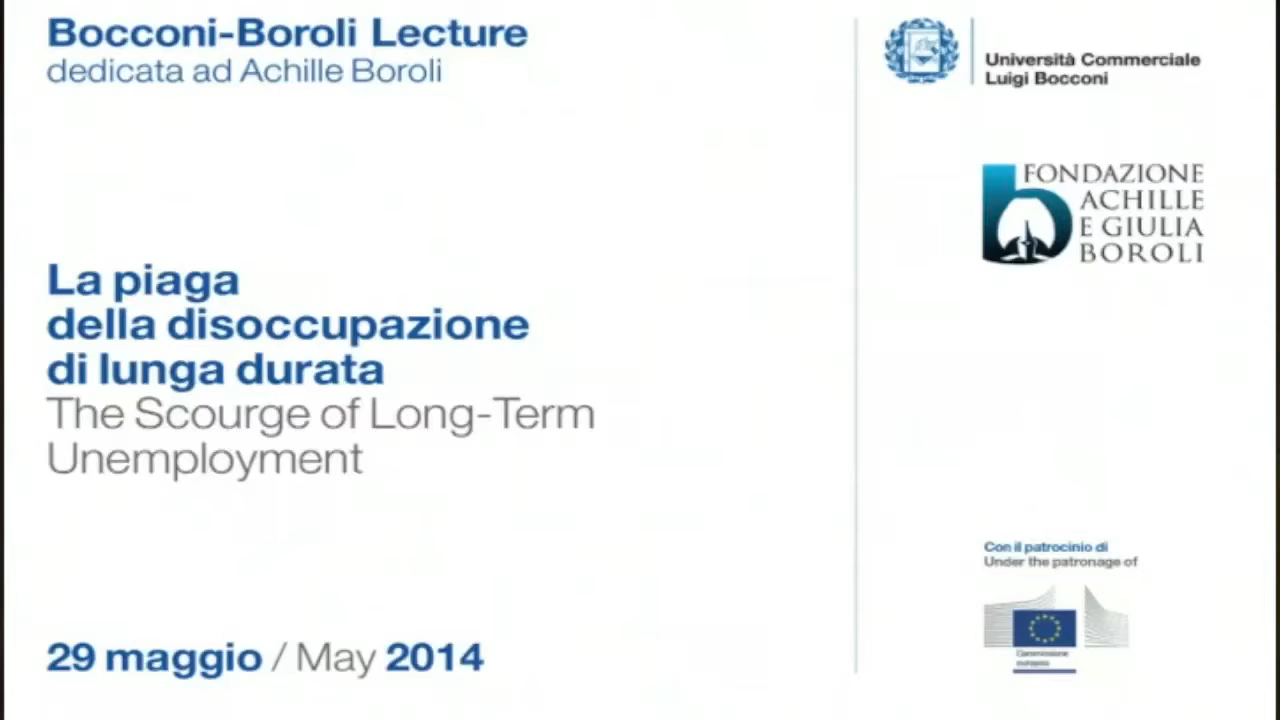 Bocconi-Boroli Lecture
dedicata ad Achille Boroli
La piaga
della disoccupazione
di lunga durata
The Scourge of Long-Term
Unemployment
29 maggio / May 2014
Università Commerciale
Luigi Bocconi
FONDAZIONE
ACHILLE
E GIULIA
BOROLI
Con il patrocinio di
Under the patronage of
Commissione
europea